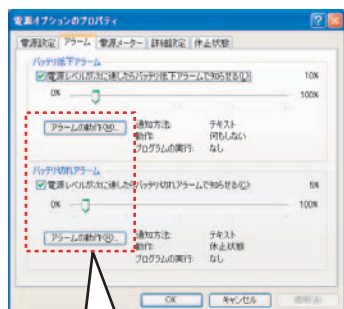 電源オプションのプロパティ
電源設定 アラーム 電源メーター 詳細設定 休止状態
バッテリ低下アラーム
電源レベルが次に達したらバッテリ低下アラームで知らせる(L) 10%
0% 100%
アラームの動作(M)... 通知方法: テキスト
動作: 何もしない
プログラムの実行: なし
バッテリ切れアラーム
電源レベルが次に達したらバッテリ切れアラームで知らせる(C) 6%
0% 100%
アラームの動作(R)... 通知方法: テキスト
動作: 休止状態
プログラムの実行: なし
OK キャンセル 適用(A)